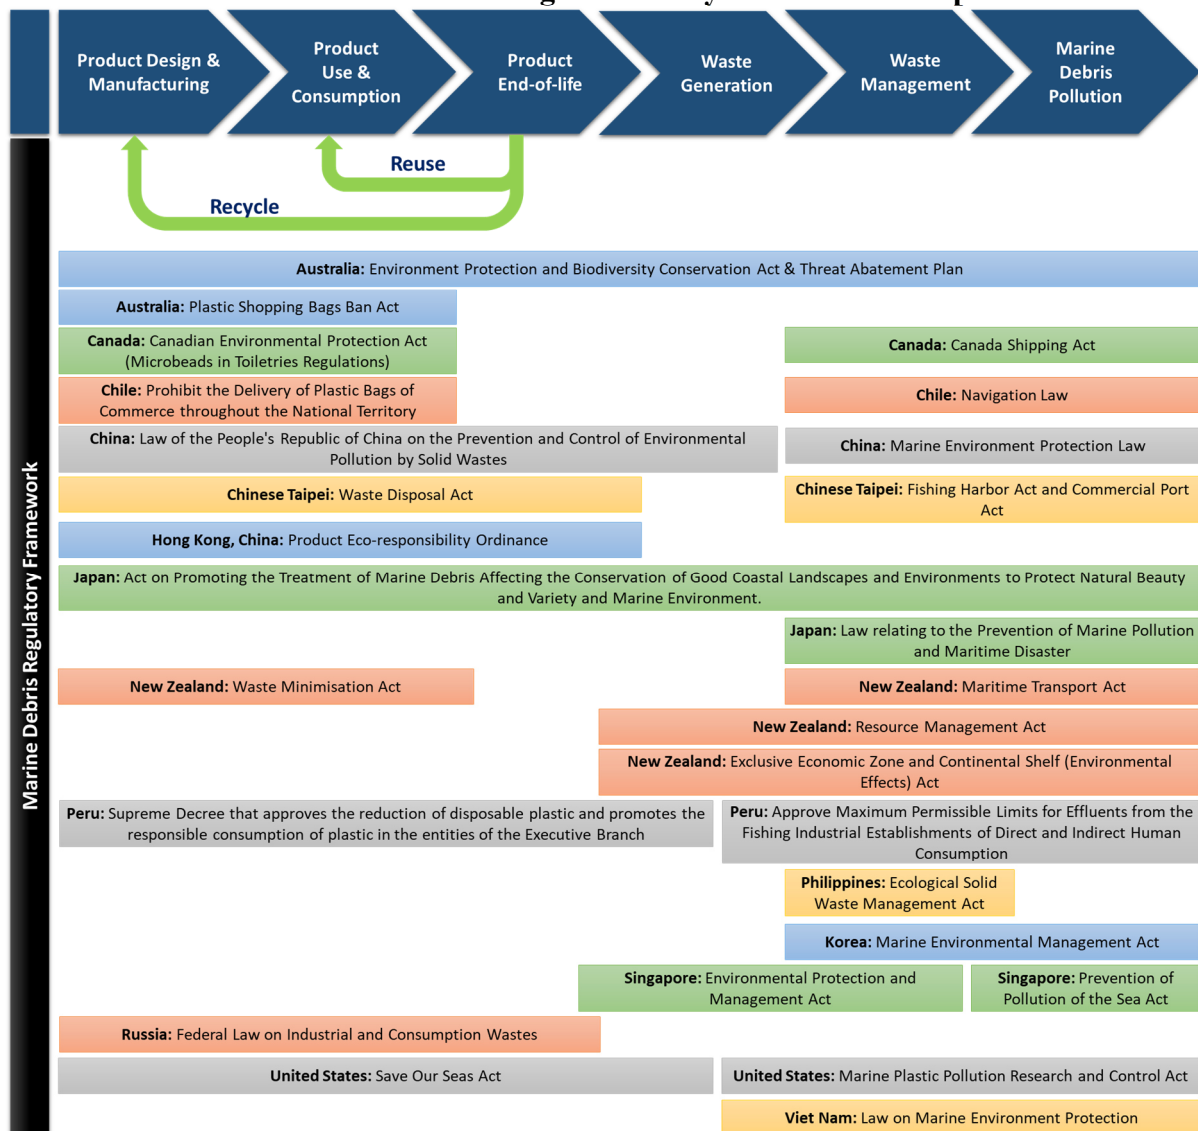 Product Design &
Manufacturing
Product
Use &
Consumption
Product
End-of-life
Waste
Generation
Waste
Management
Marine
Debris
Pollution
Reuse
Recycle
Marine Debris Regulatory Framework
Australia: Environment Protection and Biodiversity Conservation Act & Threat Abatement Plan
Australia: Plastic Shopping Bags Ban Act
Canada: Canadian Environmental Protection Act
(Microbeads in Toiletries Regulations)
Canada: Canada Shipping Act
Chile: Prohibit the Delivery of Plastic Bags of
Commerce throughout the National Territory
Chile: Navigation Law
China: Law of the People's Republic of China on the Prevention and Control of Environmental
Pollution by Solid Wastes
China: Marine Environment Protection Law
Chinese Taipei: Waste Disposal Act
Chinese Taipei: Fishing Harbor Act and Commercial Port
Act
Hong Kong, China: Product Eco-responsibility Ordinance
Japan: Act on Promoting the Treatment of Marine Debris Affecting the Conservation of Good Coastal Landscapes and Environments to Protect Natural Beauty
and Variety and Marine Environment.
Japan: Law relating to the Prevention of Marine Pollution
and Maritime Disaster
New Zealand: Waste Minimisation Act
New Zealand: Maritime Transport Act
New Zealand: Resource Management Act
New Zealand: Exclusive Economic Zone and Continental Shelf (Environmental
Effects) Act
Peru: Supreme Decree that approves the reduction of disposable plastic and promotes the
responsible consumption of plastic in the entities of the Executive Branch
Peru: Approve Maximum Permissible Limits for Effluents from the
Fishing Industrial Establishments of Direct and Indirect Human
Consumption
Philippines: Ecological Solid
Waste Management Act
Korea: Marine Environmental Management Act
Singapore: Environmental Protection and
Management Act
Singapore: Prevention of
Pollution of the Sea Act
Russia: Federal Law on Industrial and Consumption Wastes
United States: Save Our Seas Act
United States: Marine Plastic Pollution Research and Control Act
Viet Nam: Law on Marine Environment Protection